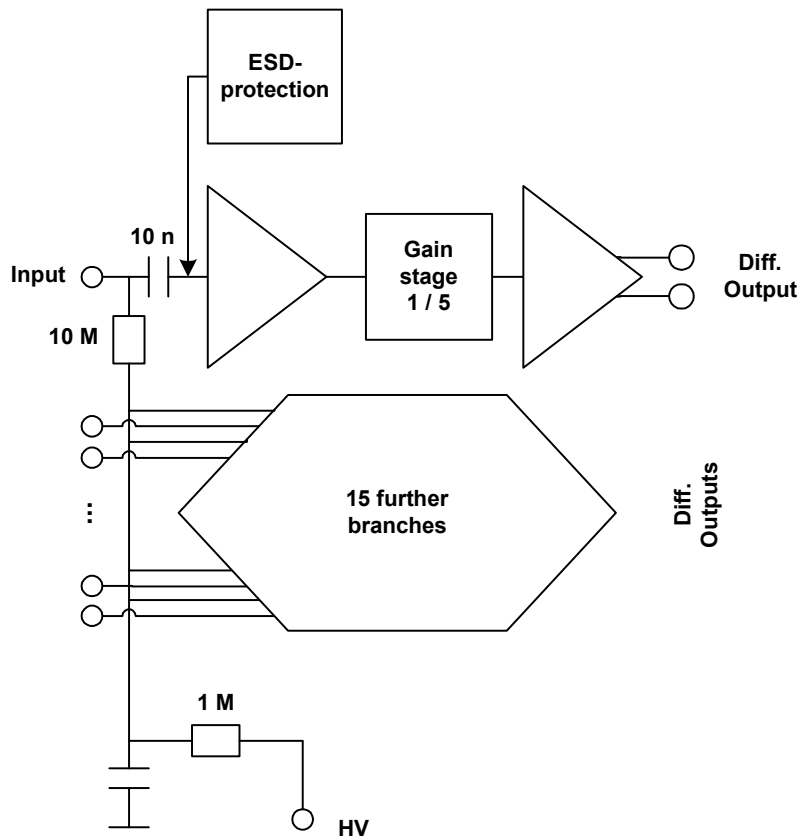 ESD-
protection
10 n
Input
Gain
stage
1 / 5
Diff.
Output
10 M
...
15 further
branches
Diff.
Outputs
1 M
HV